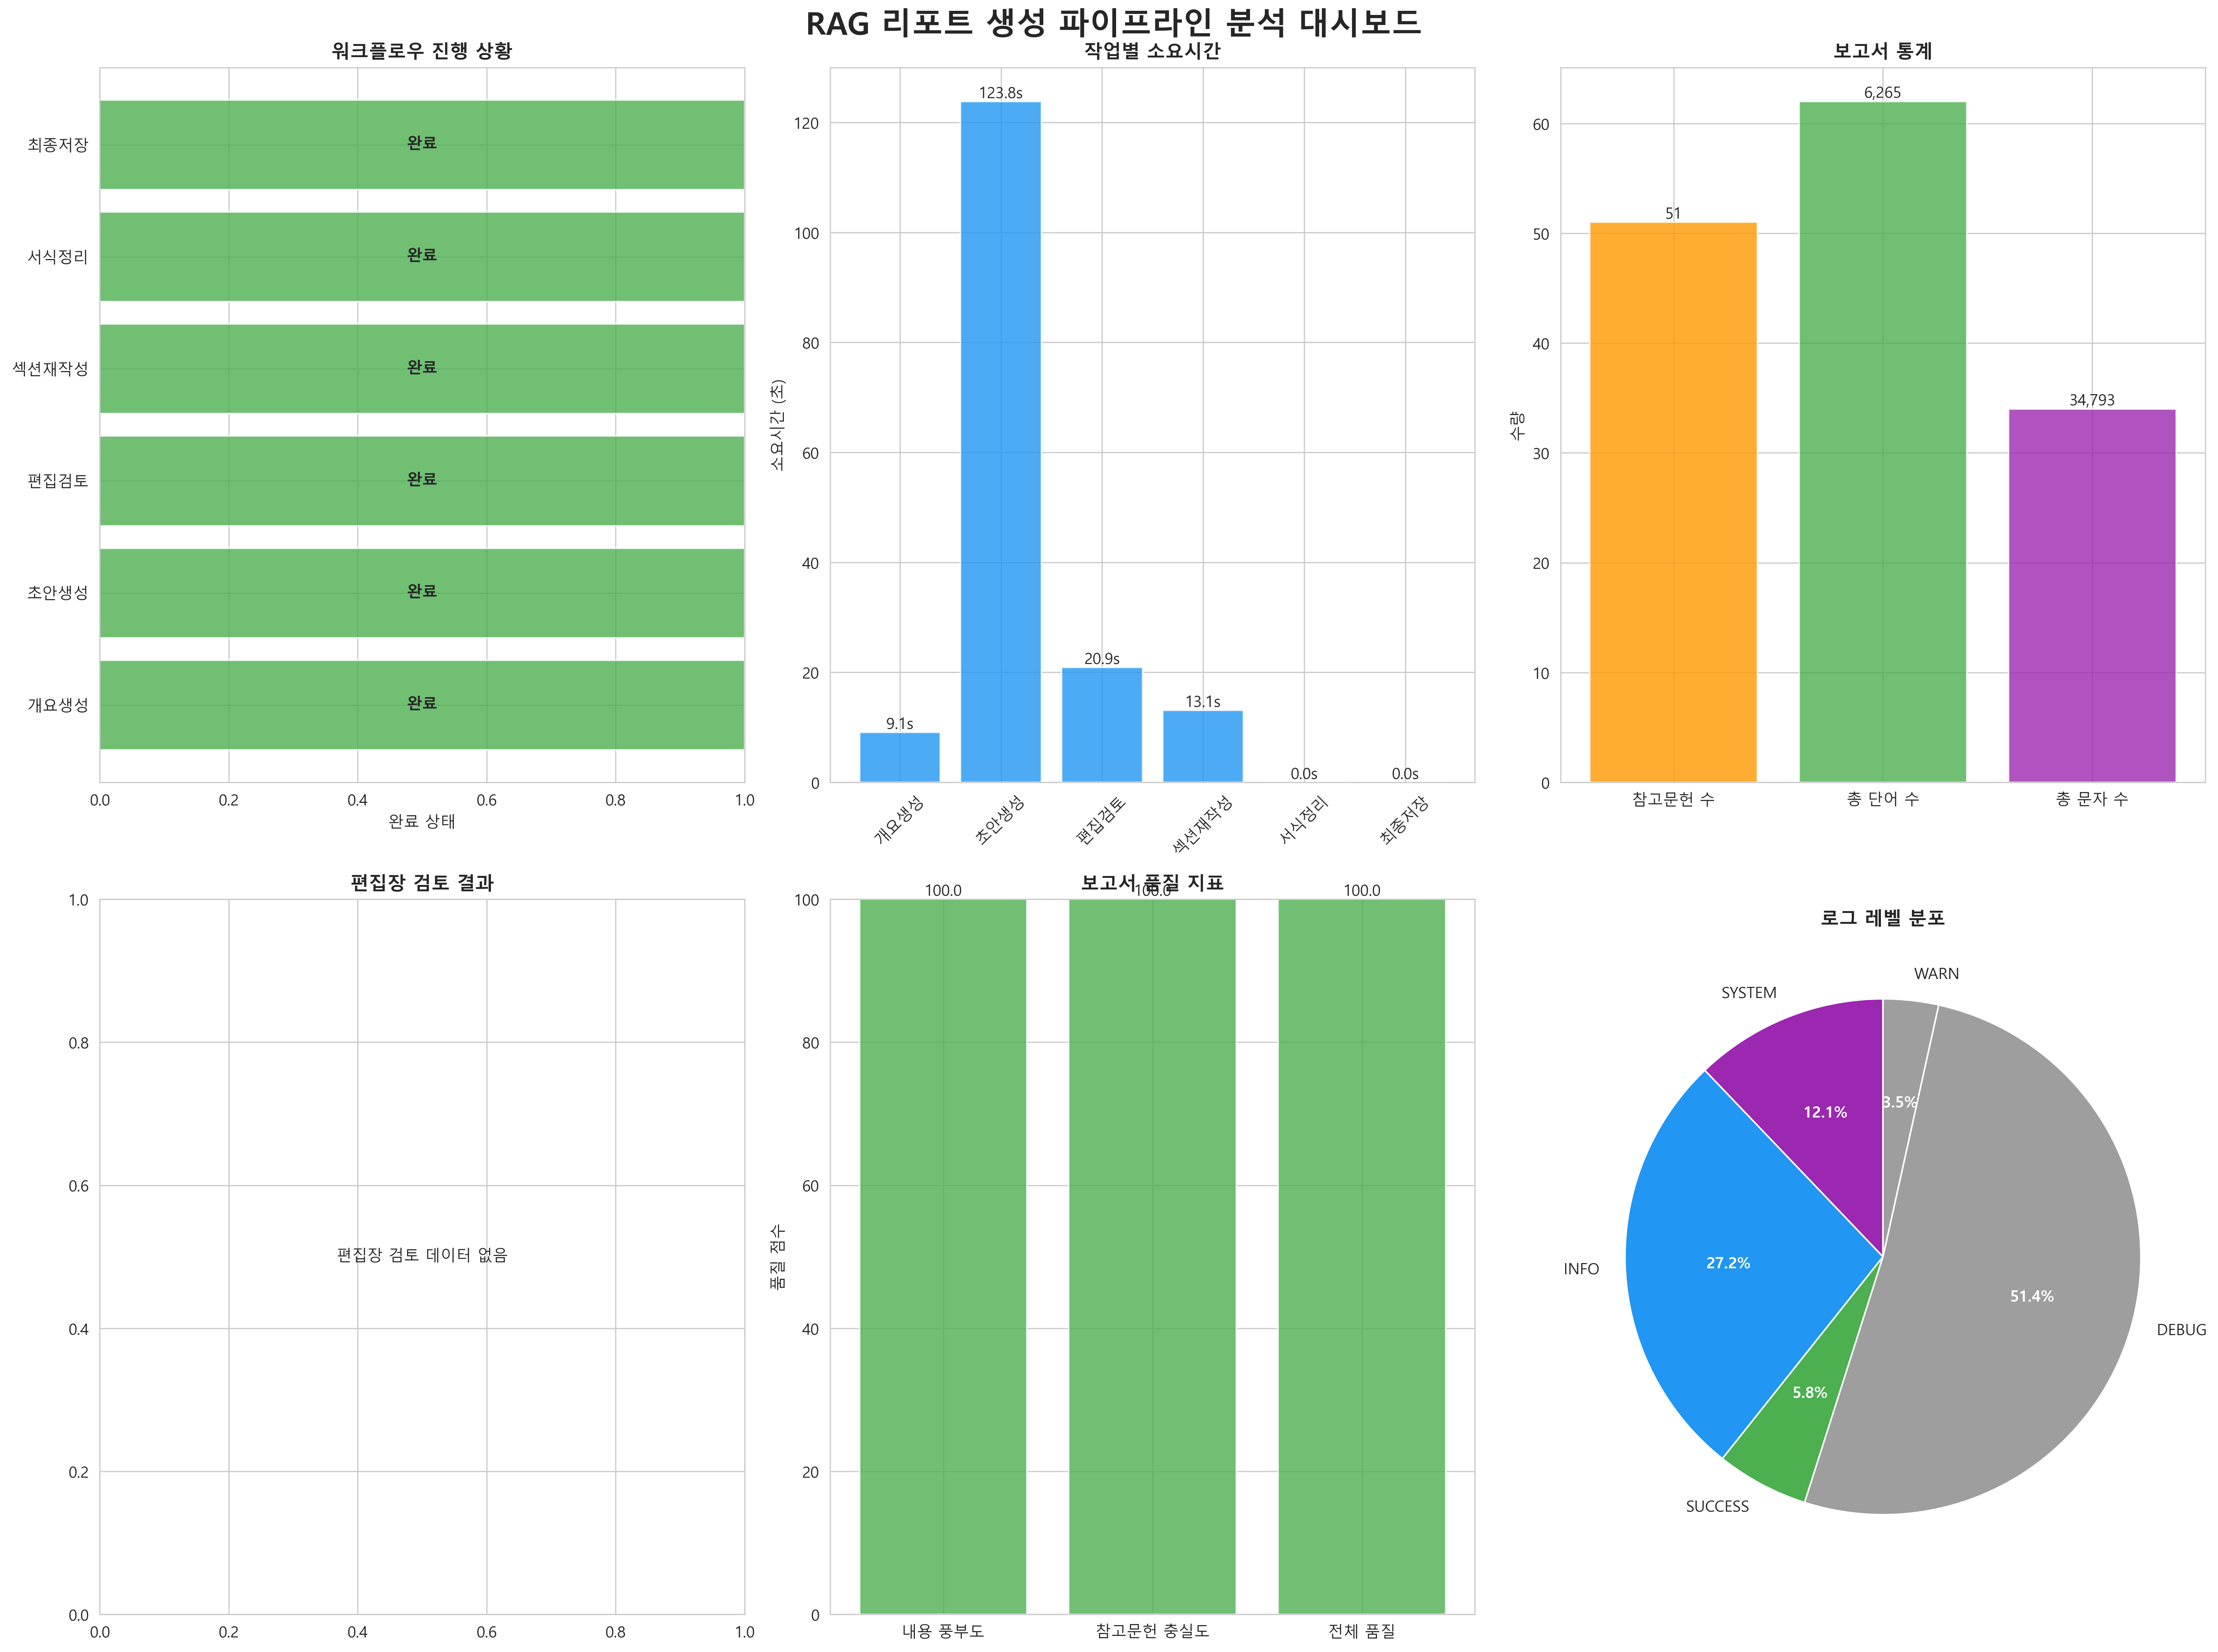 RAG 리포트 생성 파이프라인 분석 대시보드
워크플로우 진행 상황
최종저장
완료
서식정리
완료
섹션재작성
완료
편집검토
완료
초안생성
완료
개요생성
완료
0.0 0.2 0.4 0.6 0.8 1.0
완료 상태
작업별 소요시간
소요시간 (초)
120
100
80
60
40
20
0
9.1s
123.8s
20.9s
13.1s
0.0s
0.0s
개요생성
초안생성
편집검토
섹션재작성
서식정리
최종저장
보고서 통계
수량
60
50
40
30
20
10
0
51
6,265
34,793
참고문헌 수
총 단어 수
총 문자 수
편집장 검토 결과
1.0
0.8
0.6
0.4
0.2
0.0
편집장 검토 데이터 없음
0.0 0.2 0.4 0.6 0.8 1.0
보고서 품질 지표
품질 점수
100
80
60
40
20
0
100.0
100.0
100.0
내용 풍부도
참고문헌 충실도
전체 품질
로그 레벨 분포
WARN
3.5%
SYSTEM
12.1%
INFO
27.2%
SUCCESS
5.8%
DEBUG
51.4%